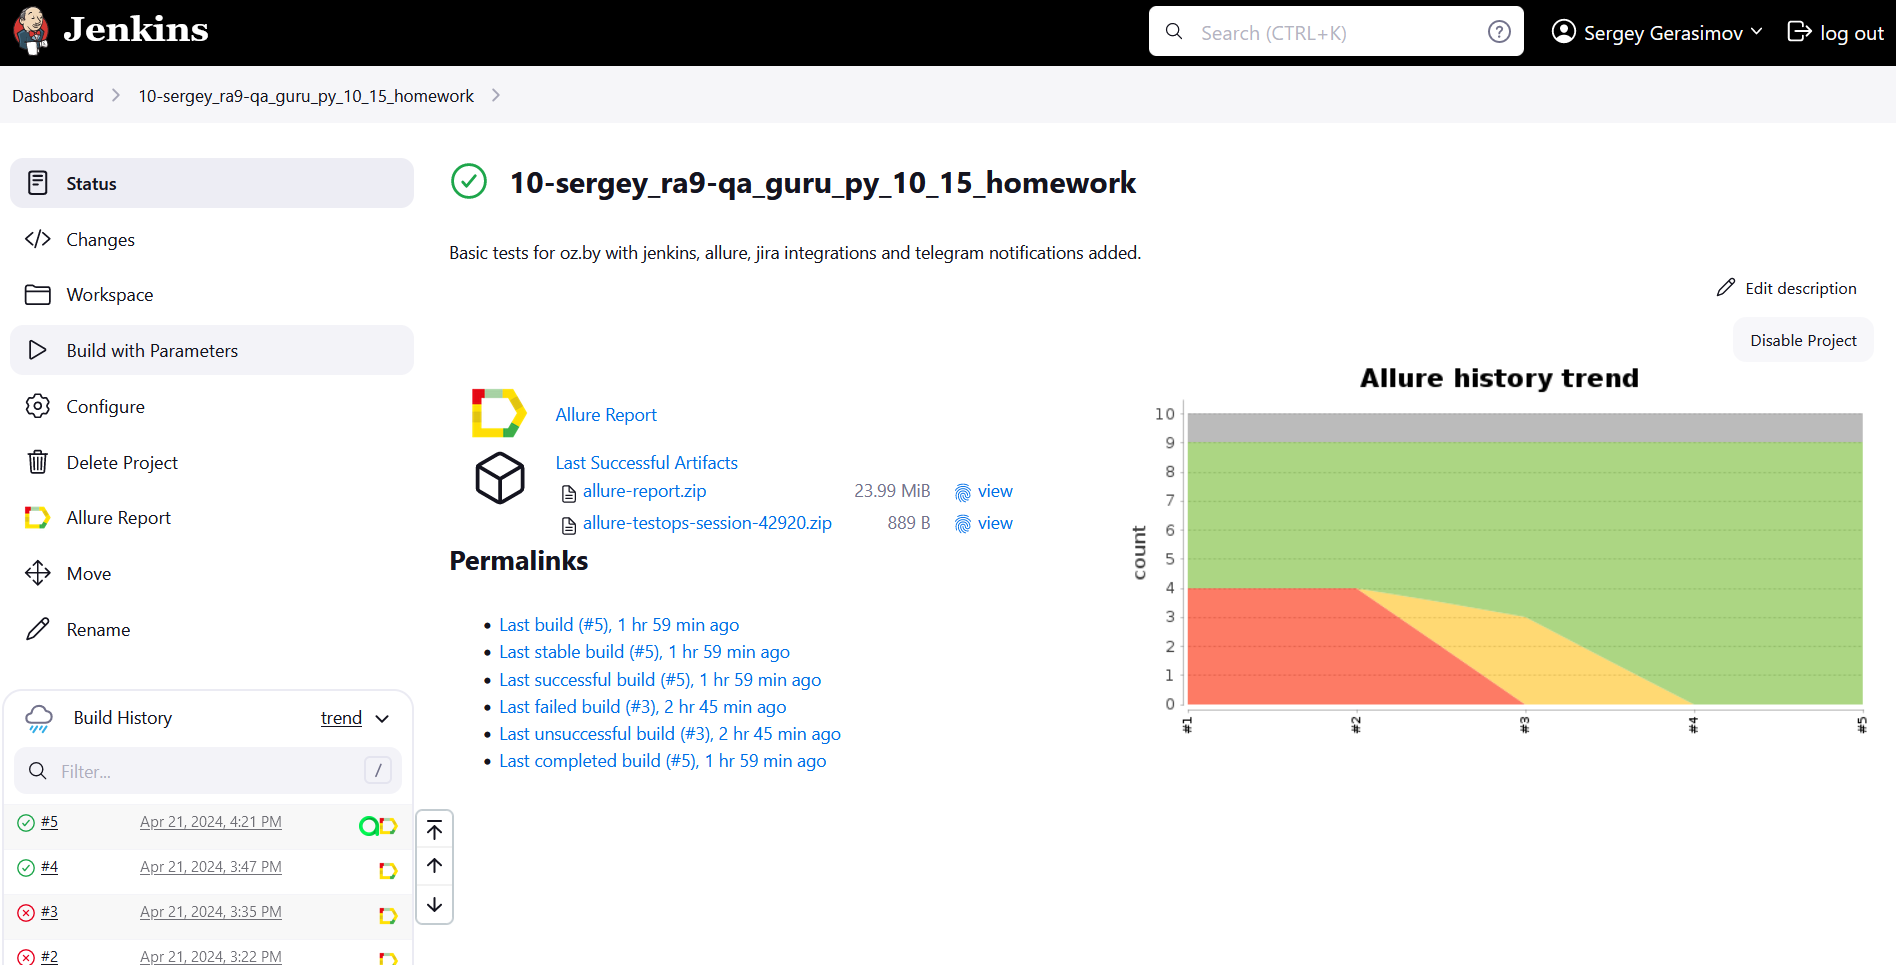 Jenkins
Search (CTRL+K)
?
Sergey Gerasimov
log out
Dashboard
10-sergey_ra9-qa_guru_py_10_15_homework
Status
Changes
Workspace
Build with Parameters
Configure
Delete Project
Allure Report
Move
Rename
Build History
trend
Filter...
/
#5
Apr 21, 2024, 4:21 PM
#4
Apr 21, 2024, 3:47 PM
#3
Apr 21, 2024, 3:35 PM
#2
Apr 21, 2024, 3:22 PM
10-sergey_ra9-qa_guru_py_10_15_homework
Basic tests for oz.by with jenkins, allure, jira integrations and telegram notifications added.
Edit description
Disable Project
Allure Report
Last Successful Artifacts
allure-report.zip 23.99 MiB view
allure-testops-session-42920.zip 889 B view
Permalinks
Last build (#5), 1 hr 59 min ago
Last stable build (#5), 1 hr 59 min ago
Last successful build (#5), 1 hr 59 min ago
Last failed build (#3), 2 hr 45 min ago
Last unsuccessful build (#3), 2 hr 45 min ago
Last completed build (#5), 1 hr 59 min ago
Allure history trend
count
10
9
8
7
6
5
4
3
2
1
0
#1
#2
#3
#4
#5